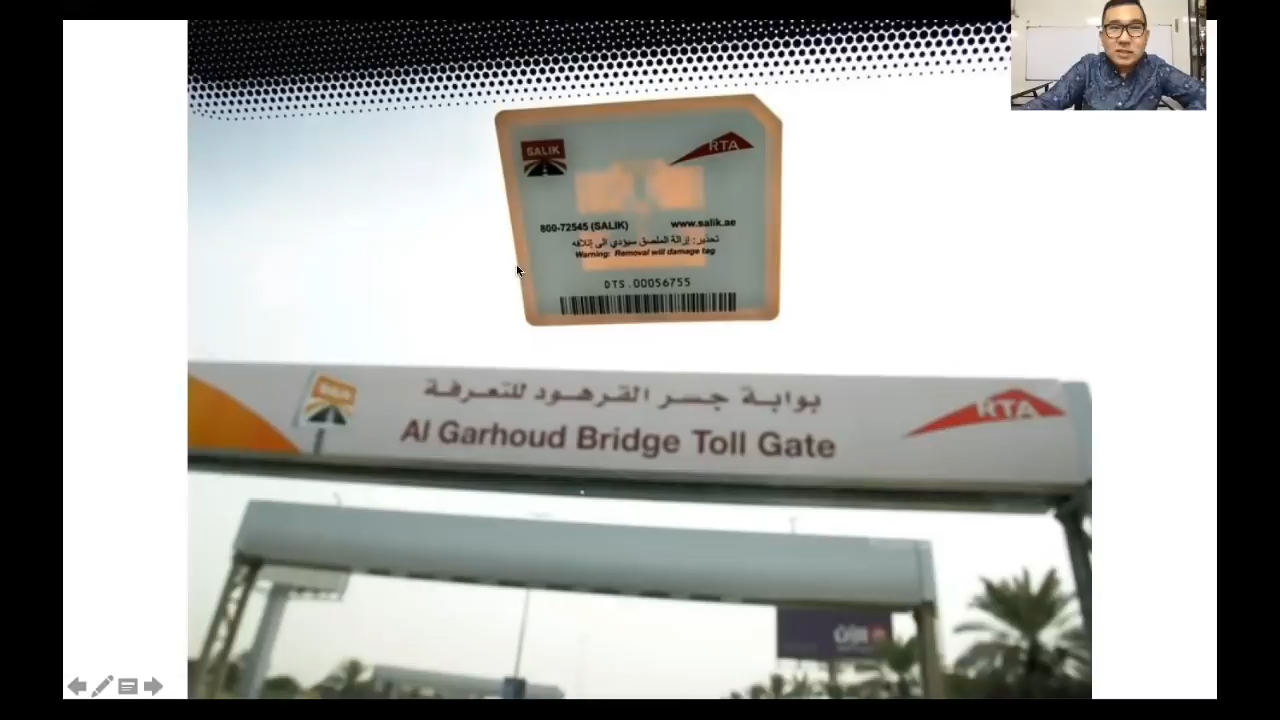 SALIK
RTA
800-72545 (SALIK) www.salik.ae
تحذير: إزالة الملصق سيؤدي الى إتلافه
Warning: Removal will damage tag
DTS.00056755
بوابة جسر القرهود للتعرفة
RTA
Al Garhoud Bridge Toll Gate